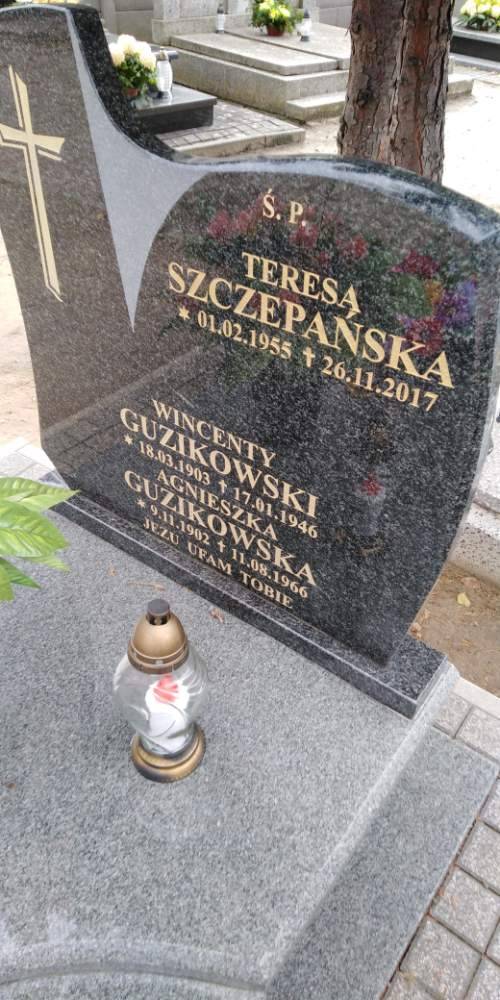 Ś. P.
TERESA
SZCZEPAŃSKA
* 01.02.1955 † 26.11.2017
WINCENTY
GUZIKOWSKI
* 18.03.1903 † 17.01.1946
AGNIESZKA
GUZIKOWSKA
* 9.11.1902 † 11.08.1966
JEZU UFAM TOBIE